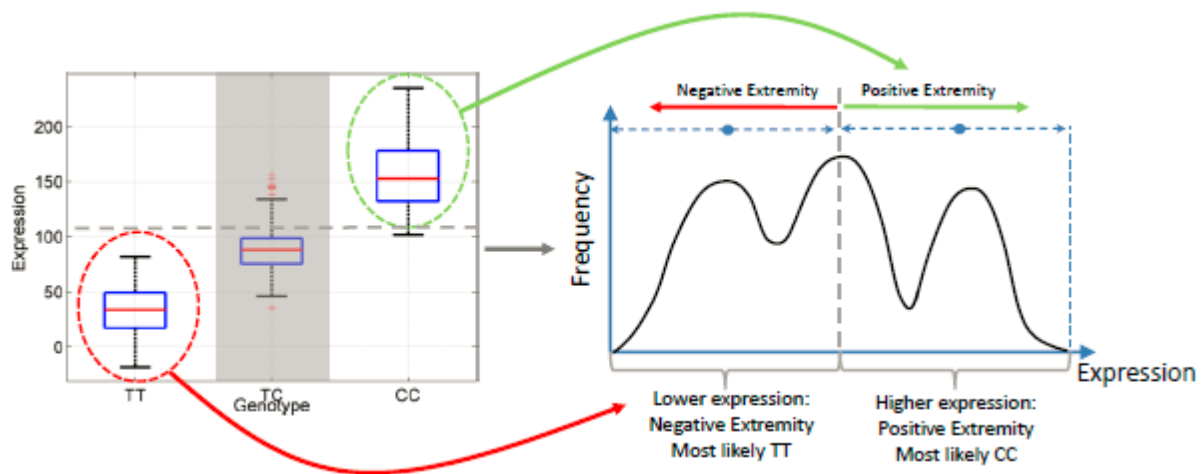 200
150
100
50
0
Expression
TT
TC
CC
Genotype
Negative Extremity
Positive Extremity
Frequency
Expression
Lower expression:
Negative Extremity
Most likely TT
Higher expression:
Positive Extremity
Most likely CC